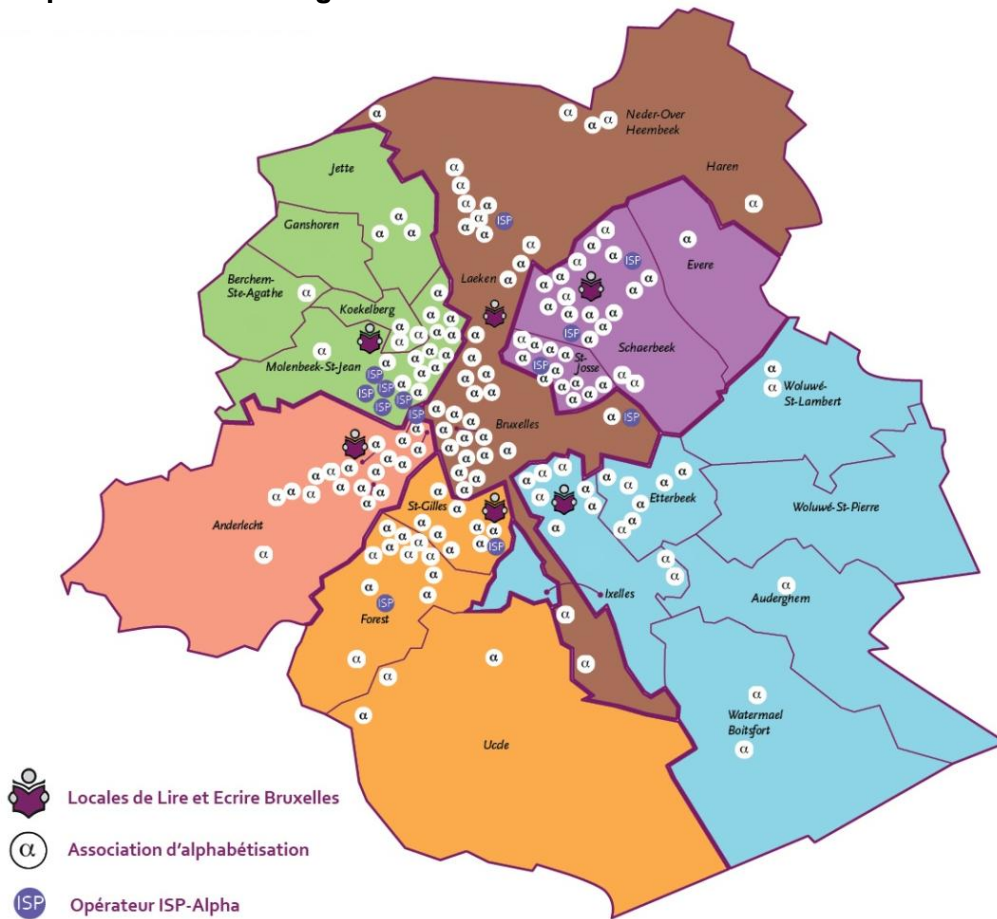 Neder-Over
Heembeek
Haren
Jette
Ganshoren
Evere
Berchem-
Ste-Agathe
Laeken
Koekelberg
Molenbeek-St-Jean
Schaerbeek
St-
Josse
Woluwé-
St-Lambert
Bruxelles
Etterbeek
Woluwé-St-Pierre
Anderlecht
St-Gilles
Ixelles
Auderghem
Forest
Watermael
Boitsfort
Uccle
α
ISP
Locales de Lire et Ecrire Bruxelles
α Association d'alphabétisation
ISP Opérateur ISP-Alpha